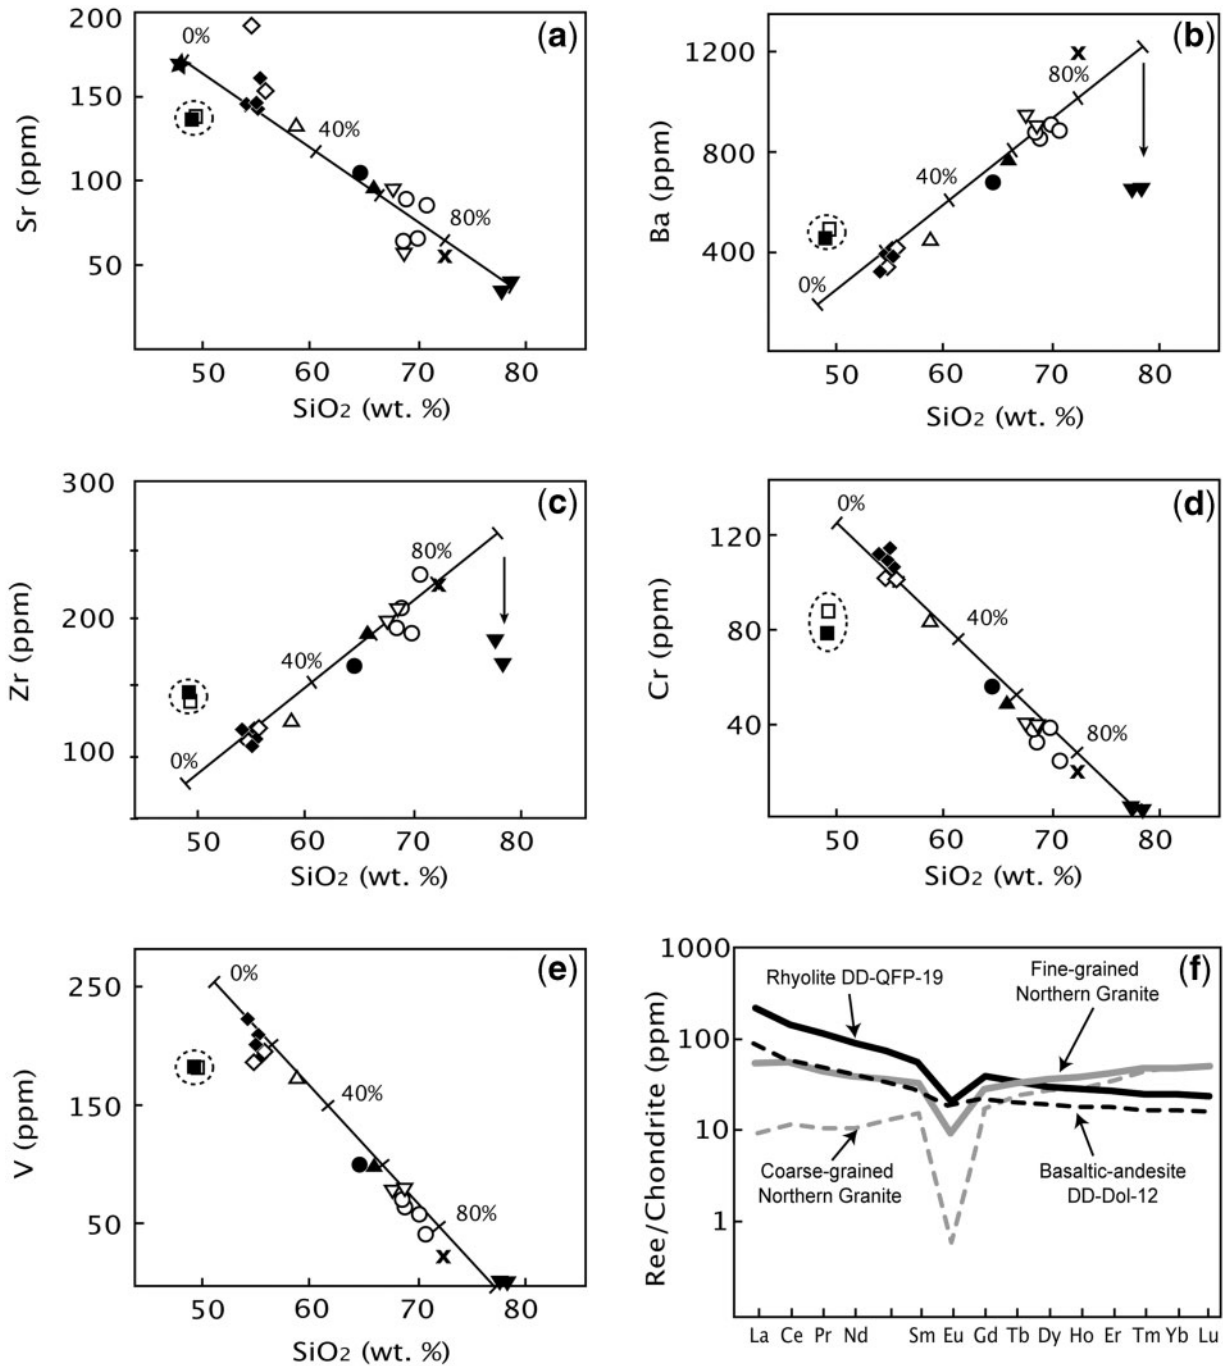 (a)
200
150
100
50
Sr (ppm)
0%
40%
80%
50 60 70 80
SiO2 (wt. %)
(b)
1200
800
400
Ba (ppm)
80%
40%
0%
50 60 70 80
SiO2 (wt. %)
(c)
300
200
100
Zr (ppm)
80%
40%
0%
50 60 70 80
SiO2 (wt. %)
(d)
120
80
40
Cr (ppm)
0%
40%
80%
50 60 70 80
SiO2 (wt. %)
(e)
250
150
50
V (ppm)
0%
40%
80%
50 60 70 80
SiO2 (wt. %)
(f)
1000
100
10
1
Ree/Chondrite (ppm)
Rhyolite DD-QFP-19
Fine-grained
Northern Granite
Coarse-grained
Northern Granite
Basaltic-andesite
DD-Dol-12
La Ce Pr Nd Sm Eu Gd Tb Dy Ho Er Tm Yb Lu